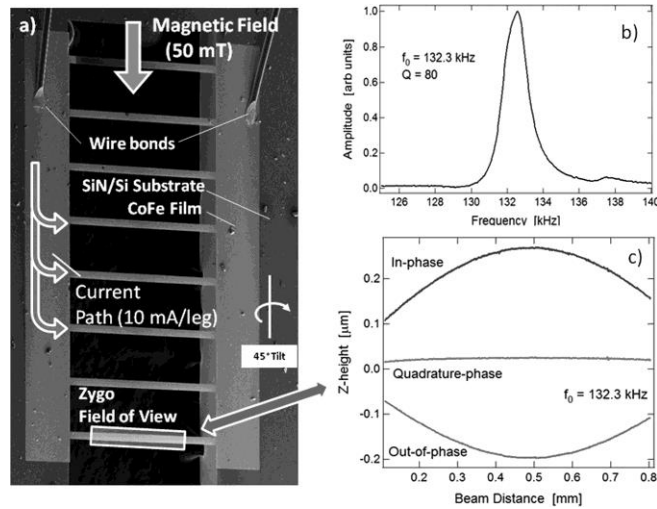 a)
Magnetic Field
(50 mT)
Wire bonds
SiN/Si Substrate
CoFe Film
Current
Path (10 mA/leg)
45°Tilt
Zygo
Field of View
b)
f₀ = 132.3 kHz
Q = 80
Amplitude [arb units]
1.0
0.8
0.6
0.4
0.2
0.0
126 128 130 132 134 136 138 140
Frequency [kHz]
c)
In-phase
Quadrature-phase
f₀ = 132.3 kHz
Out-of-phase
Z-height [μm]
0.2
0.1
0.0
-0.1
-0.2
0.2 0.3 0.4 0.5 0.6 0.7 0.8
Beam Distance [mm]